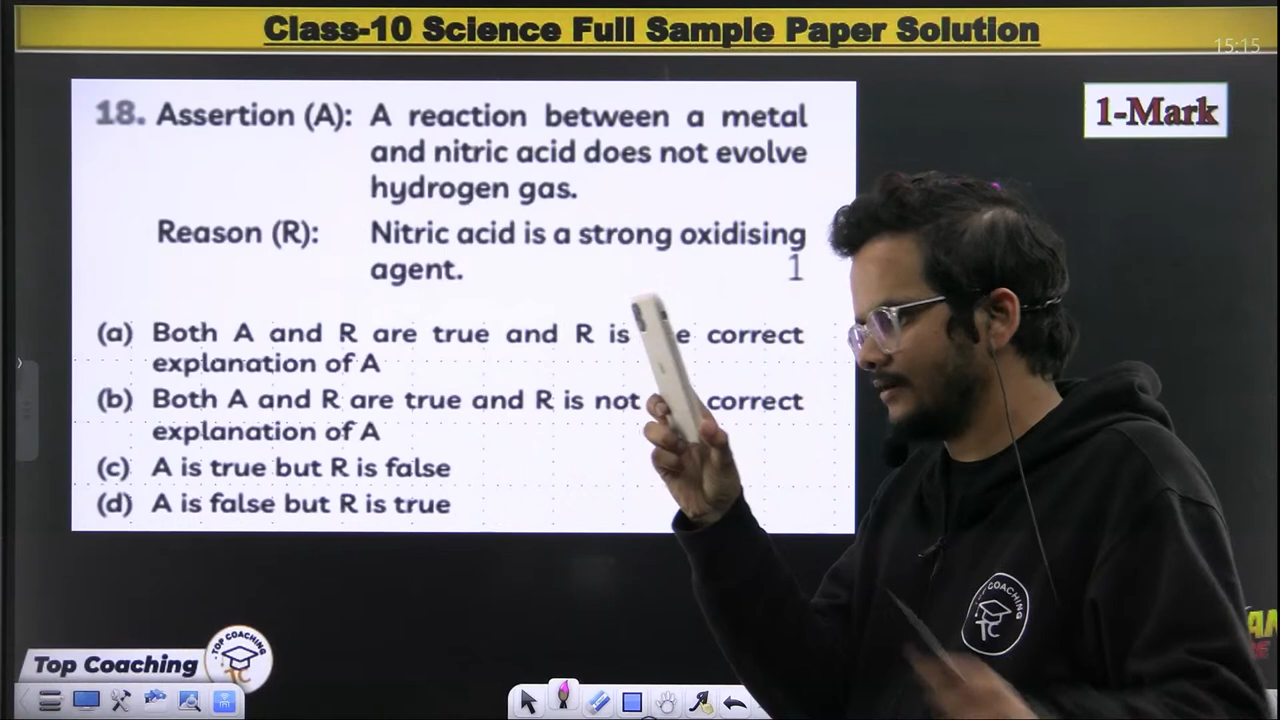 Class-10 Science Full Sample Paper Solution
15:15
1-Mark
18. Assertion (A): A reaction between a metal
and nitric acid does not evolve
hydrogen gas.
Reason (R): Nitric acid is a strong oxidising
agent. 1
(a) Both A and R are true and R is correct
explanation of A
(b) Both A and R are true and R is not correct
explanation of A
(c) A is true but R is false
(d) A is false but R is true
COACHING
TC
Top Coaching
TOP COACHING
TC